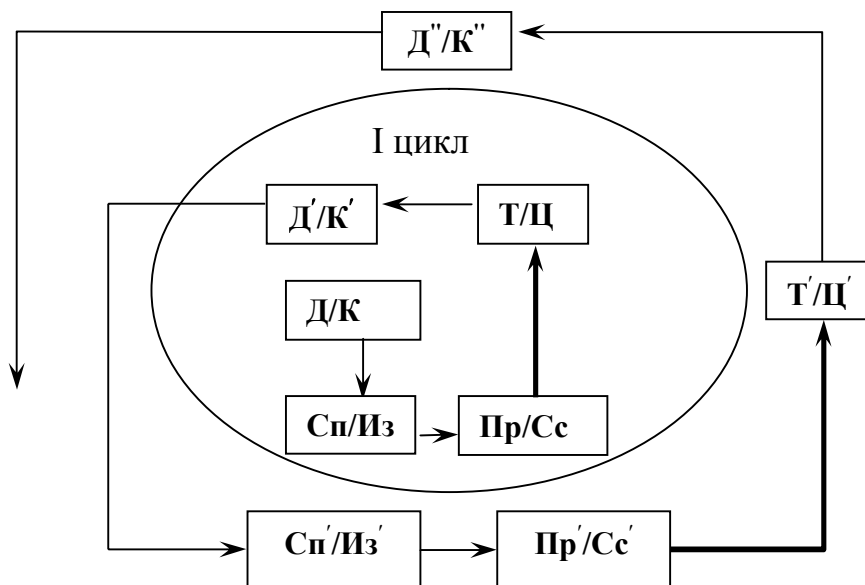 Д"/К"
I цикл
Д′/К′
Т/Ц
Т′/Ц′
Д/К
Сп/Из
Пр/Сс
Сп′/Из′
Пр′/Сс′